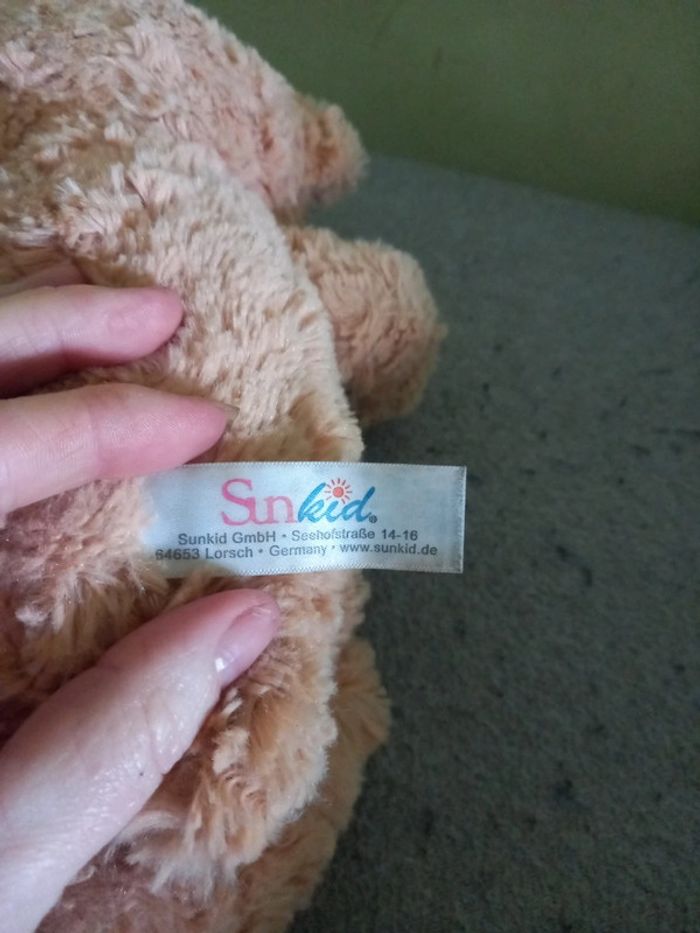 Sunkid®
Sunkid GmbH • Seehofstraße 14-16
64653 Lorsch • Germany • www.sunkid.de